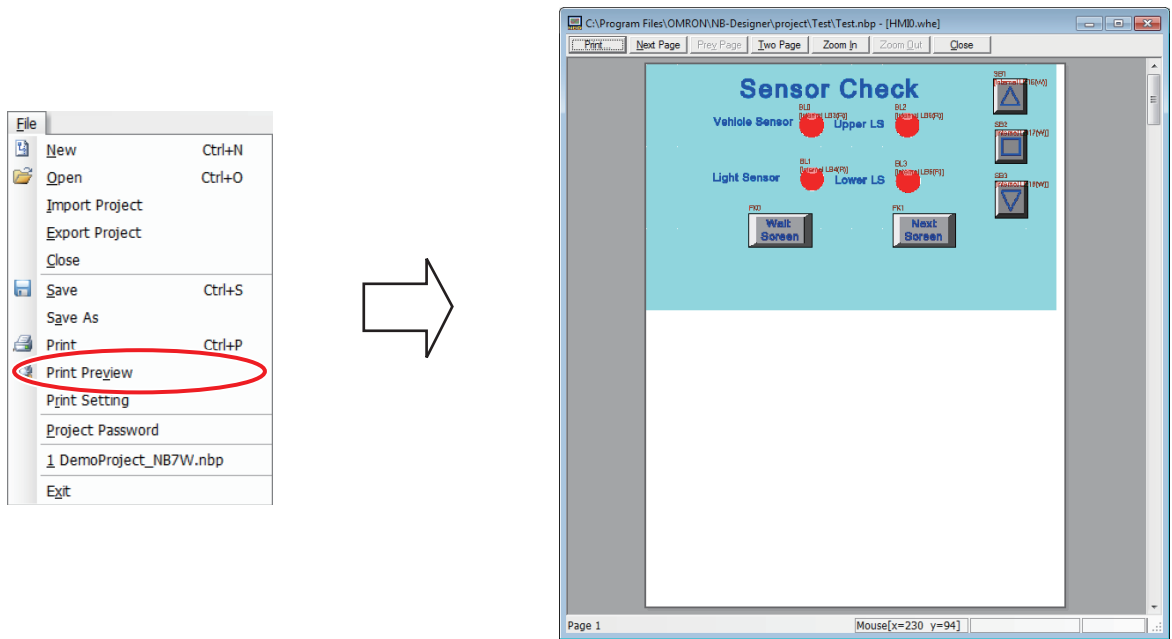 File
New Ctrl+N
Open Ctrl+O
Import Project
Export Project
Close
Save Ctrl+S
Save As
Print Ctrl+P
Print Preview
Print Setting
Project Password
1 DemoProject_NB7W.nbp
Exit
C:\Program Files\OMRON\NB-Designer\project\Test\Test.nbp - [HMI0.whe]
Print... Next Page Prev Page Two Page Zoom In Zoom Out Close
Sensor Check
Vehicle Sensor
BL0
Upper LS
BL2
Light Sensor
BL1
Lower LS
BL3
SB2
FK0
Wait
Screen
FK1
Next
Screen
Page 1 Mouse[x=230 y=94]